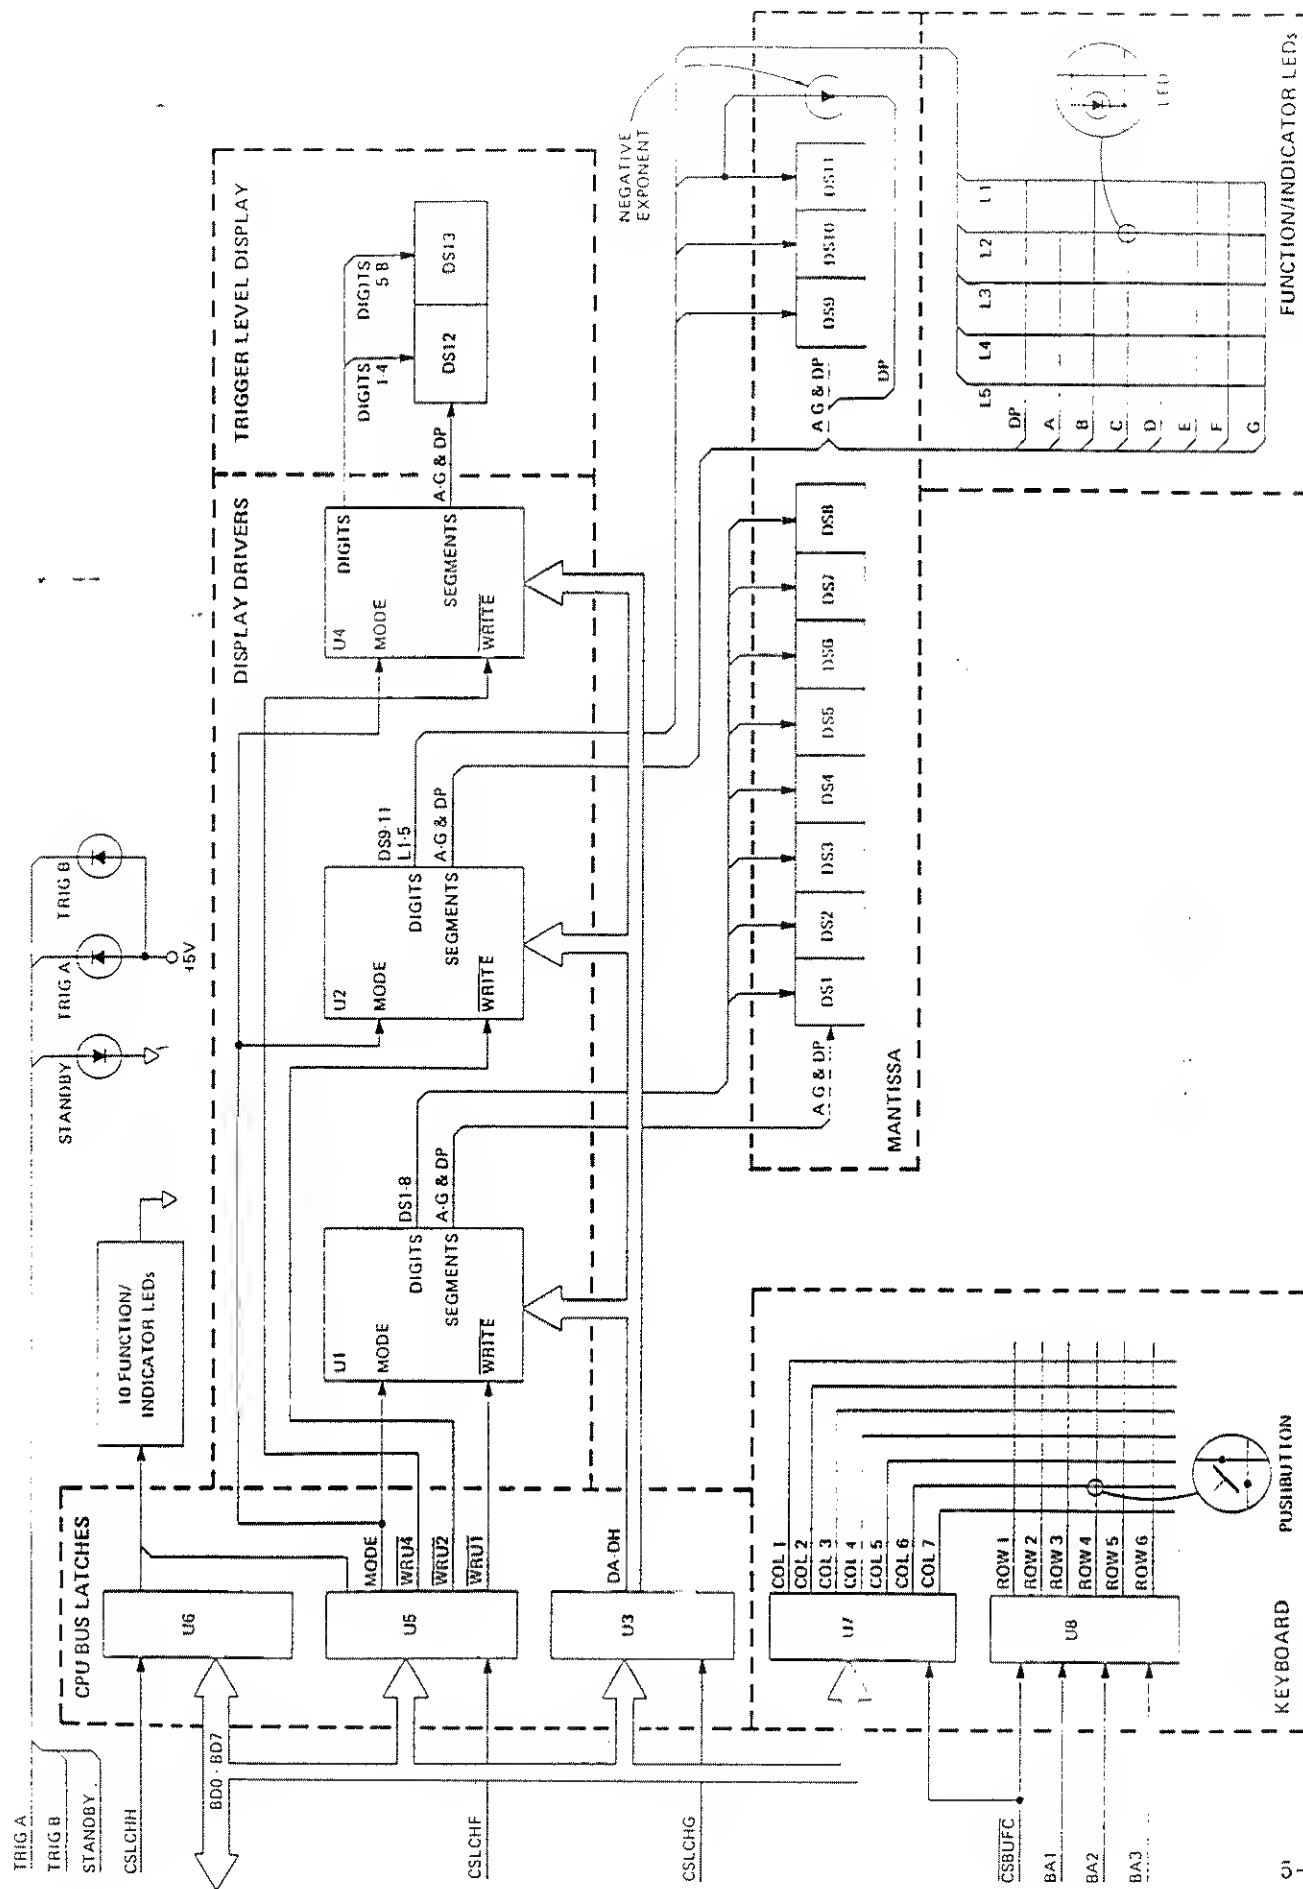 TRIG A
TRIG B
STANDBY
CSLCHH
BD0 - BD7
CSLCHF
CSLCHG
CSBUFC
BA1
BA2
BA3
CPU BUS LATCHES
U6
U5
MODE
WRU4
WRU2
WRU1
U3
DA-DH
U7
COL 1
COL 2
COL 3
COL 4
COL 5
COL 6
COL 7
U8
ROW 1
ROW 2
ROW 3
ROW 4
ROW 5
ROW 6
KEYBOARD
PUSHBUTTON
10 FUNCTION/
INDICATOR LEDs
STANDBY
TRIG A
TRIG B
+5V
DISPLAY DRIVERS
U1
MODE
WRITE
DIGITS
SEGMENTS
DS1-8
A-G & DP
U2
MODE
WRITE
DIGITS
SEGMENTS
DS9-11
L1-5
A-G & DP
U4
MODE
WRITE
DIGITS
SEGMENTS
A-G & DP
TRIGGER LEVEL DISPLAY
DIGITS
1-4
DIGITS
5-8
DS12
DS13
MANTISSA
A-G & DP
DS1
DS2
DS3
DS4
DS5
DS6
DS7
DS8
A-G & DP
DS9
DS10
DS11
DP
NEGATIVE
EXPONENT
L5
L4
L3
L2
L1
DP
A
B
C
D
E
F
G
LED
FUNCTION/INDICATOR LEDs